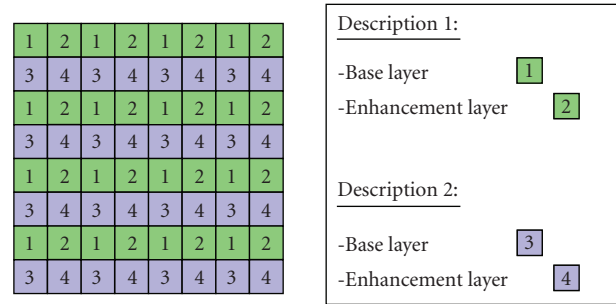 1 2 1 2 1 2 1 2
3 4 3 4 3 4 3 4
1 2 1 2 1 2 1 2
3 4 3 4 3 4 3 4
1 2 1 2 1 2 1 2
3 4 3 4 3 4 3 4
1 2 1 2 1 2 1 2
3 4 3 4 3 4 3 4
Description 1:
-Base layer 1
-Enhancement layer 2
Description 2:
-Base layer 3
-Enhancement layer 4